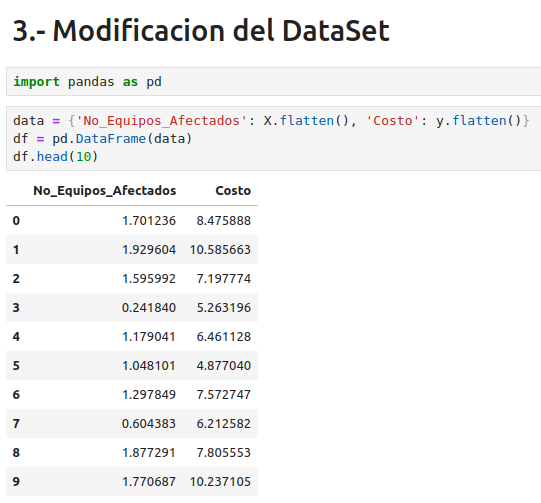 3.- Modificacion del DataSet
import pandas as pd
data = {'No_Equipos_Afectados': X.flatten(), 'Costo': y.flatten()}
df = pd.DataFrame(data)
df.head(10)
No_Equipos_Afectados Costo
0 1.701236 8.475888
1 1.929604 10.585663
2 1.595992 7.197774
3 0.241840 5.263196
4 1.179041 6.461128
5 1.048101 4.877040
6 1.297849 7.572747
7 0.604383 6.212582
8 1.877291 7.805553
9 1.770687 10.237105